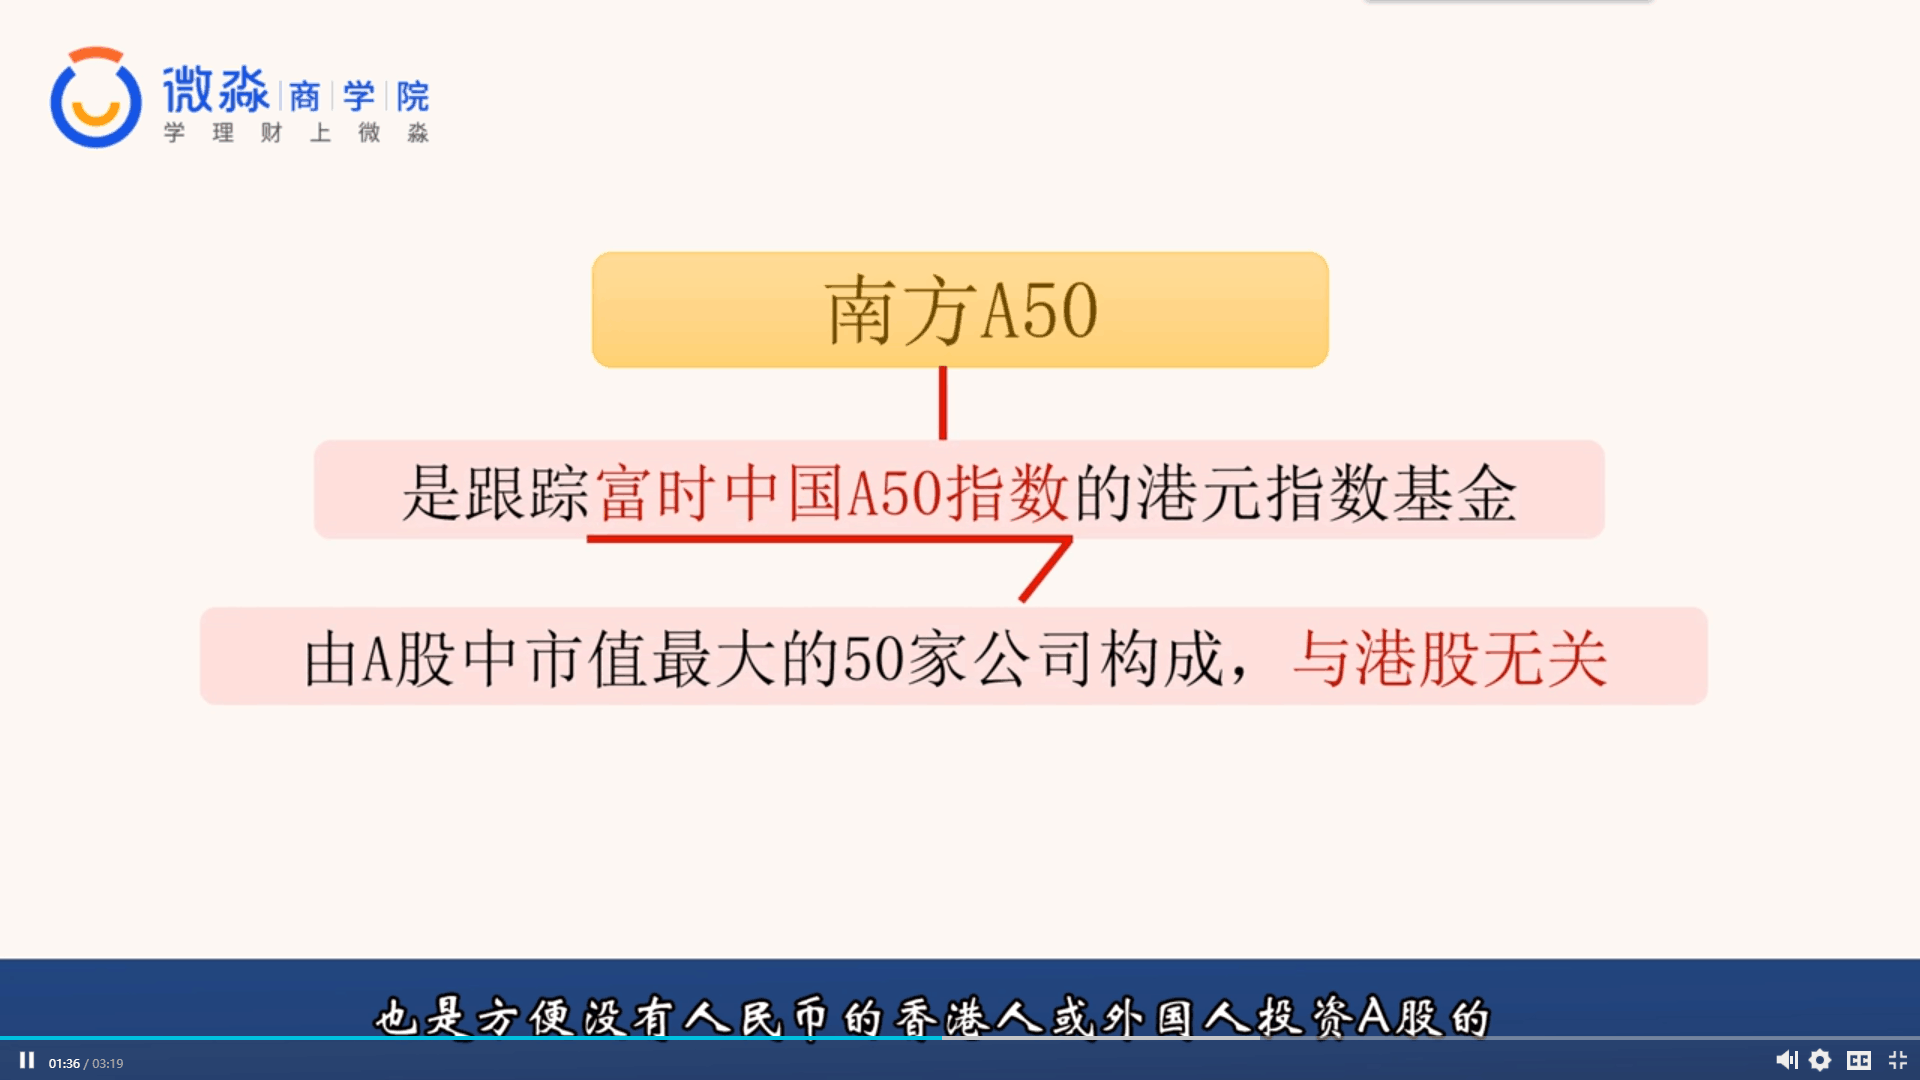 微淼商学院
学理财上微淼
南方A50
是跟踪富时中国A50指数的港元指数基金
由A股中市值最大的50家公司构成，与港股无关
也是方便没有人民币的香港人或外国人投资A股的
01:36 / 03:19
CC